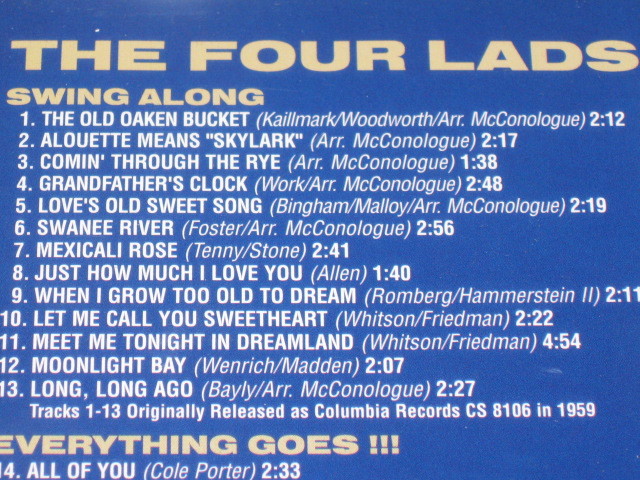 THE FOUR LADS
SWING ALONG
1. THE OLD OAKEN BUCKET (Kaillmark/Woodworth/Arr. McConologue) 2:12
2. ALOUETTE MEANS "SKYLARK" (Arr. McConologue) 2:17
3. COMIN' THROUGH THE RYE (Arr. McConologue) 1:38
4. GRANDFATHER'S CLOCK (Work/Arr. McConologue) 2:48
5. LOVE'S OLD SWEET SONG (Bingham/Malloy/Arr. McConologue) 2:19
6. SWANEE RIVER (Foster/Arr. McConologue) 2:56
7. MEXICALI ROSE (Tenny/Stone) 2:41
8. JUST HOW MUCH I LOVE YOU (Allen) 1:40
9. WHEN I GROW TOO OLD TO DREAM (Romberg/Hammerstein II) 2:11
10. LET ME CALL YOU SWEETHEART (Whitson/Friedman) 2:22
11. MEET ME TONIGHT IN DREAMLAND (Whitson/Friedman) 4:54
12. MOONLIGHT BAY (Wenrich/Madden) 2:07
13. LONG, LONG AGO (Bayly/Arr. McConologue) 2:27
Tracks 1-13 Originally Released as Columbia Records CS 8106 in 1959
EVERYTHING GOES !!!
14. ALL OF YOU (Cole Porter) 2:33